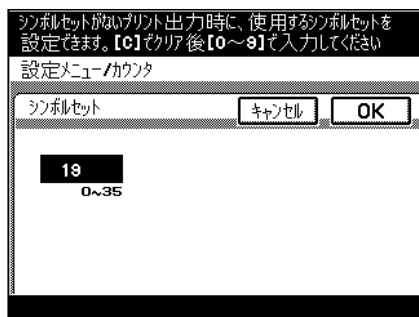 シンボルセットがないプリント出力時に、使用するシンボルセットを
設定できます。[C]でクリア後[0～9]で入力してください
設定メニュー/カウンタ
シンボルセット
キャンセル
OK
19
0~35